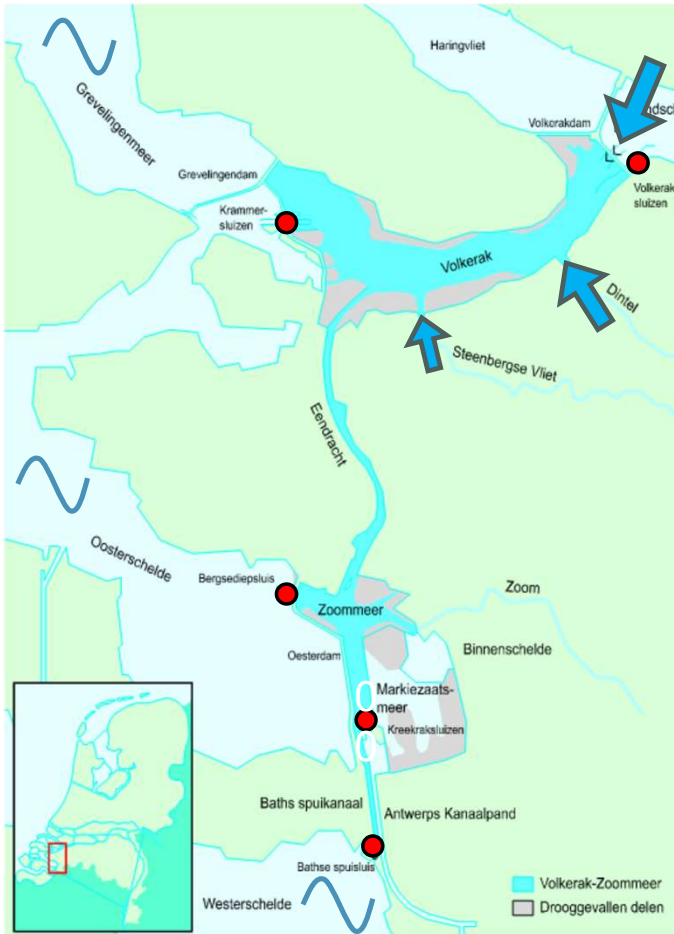 Haringvliet
Grevelingenmeer
Volkerakdam
Grevelingendam
Krammer-
sluizen
Volkerak
sluizen
Volkerak
Dintel
Steenbergse Vliet
Eendracht
Oosterschelde
Bergsediepsluis
Zoommeer
Zoom
Oesterdam
Binnenschelde
Markiezaats-
meer
Kreekraksluizen
Baths spuikanaal
Antwerps Kanaalpand
Bathse spuisluis
Westerschelde
Volkerak-Zoommeer
Drooggevallen delen